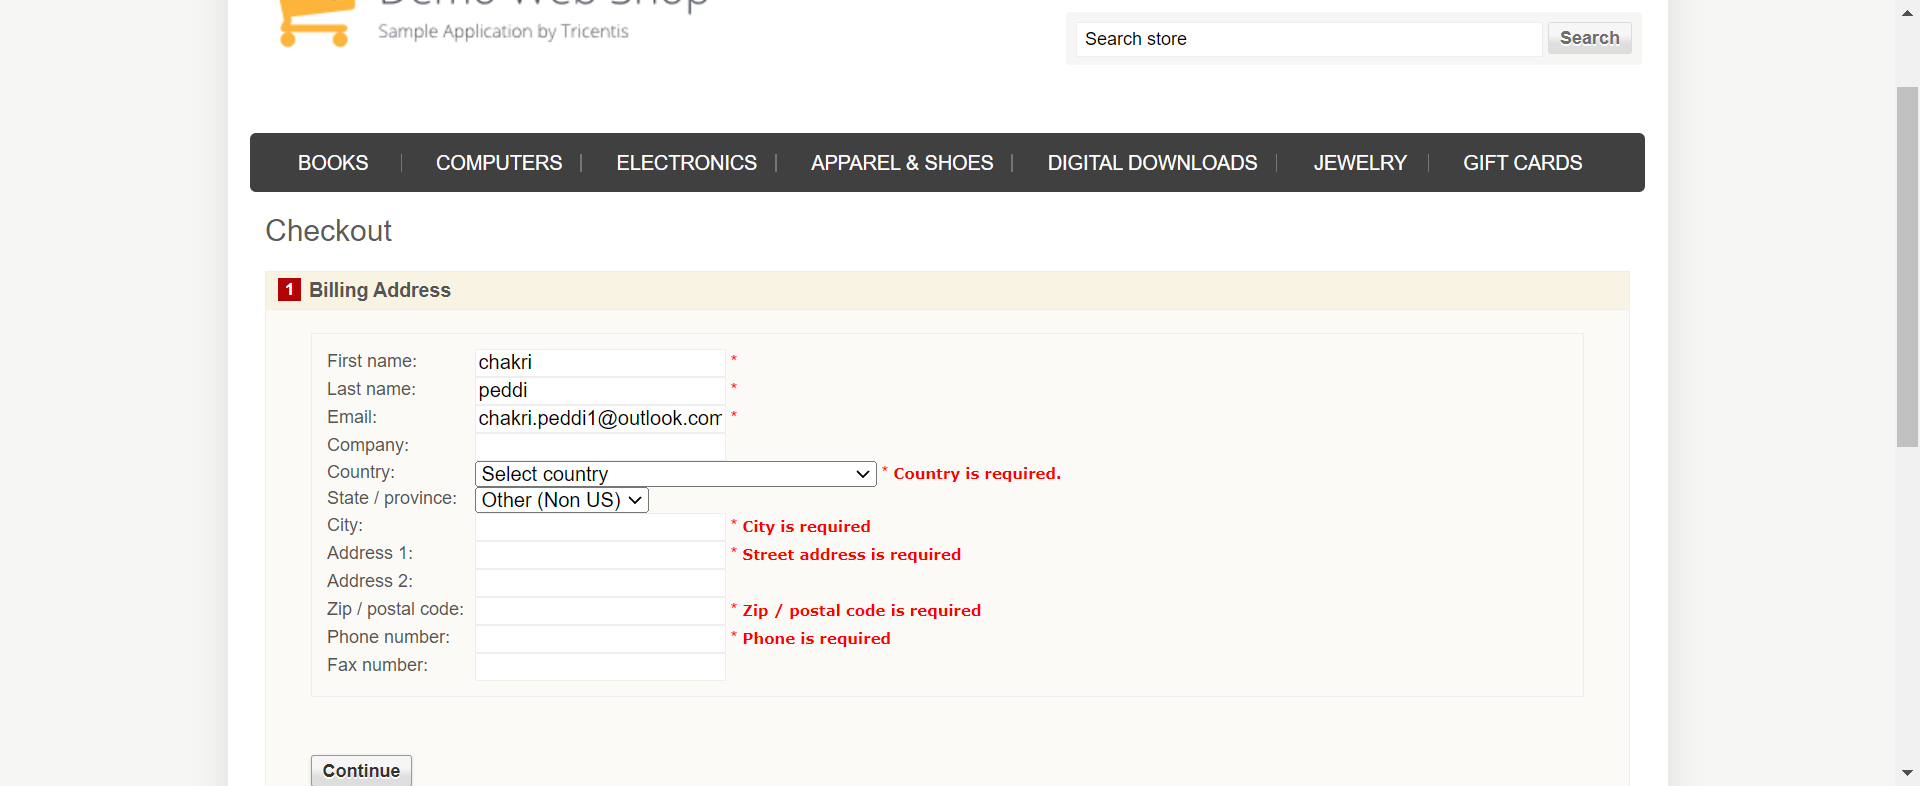 Demo Web Shop
Sample Application by Tricentis
Search store
Search
BOOKS
COMPUTERS
ELECTRONICS
APPAREL & SHOES
DIGITAL DOWNLOADS
JEWELRY
GIFT CARDS
Checkout
1 Billing Address
First name: chakri *
Last name: peddi *
Email: chakri.peddi1@outlook.com *
Company:
Country: Select country * Country is required.
State / province: Other (Non US)
City: * City is required
Address 1: * Street address is required
Address 2:
Zip / postal code: * Zip / postal code is required
Phone number: * Phone is required
Fax number:
Continue